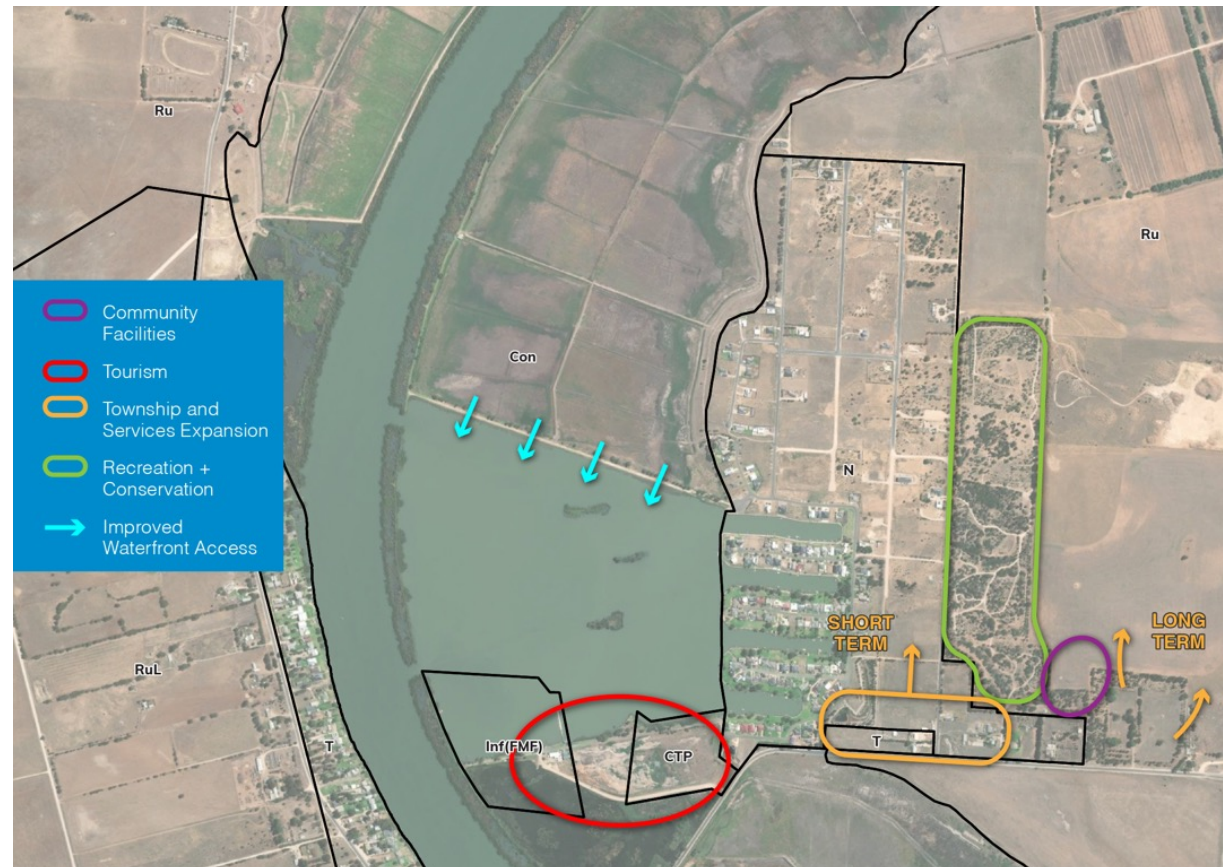 Ru
Ru
Con
Community
Facilities
Tourism
Township and
Services Expansion
Recreation +
Conservation
Improved
Waterfront Access
N
SHORT
TERM
LONG
TERM
RuL
T
Inf(FMF)
CTP
T